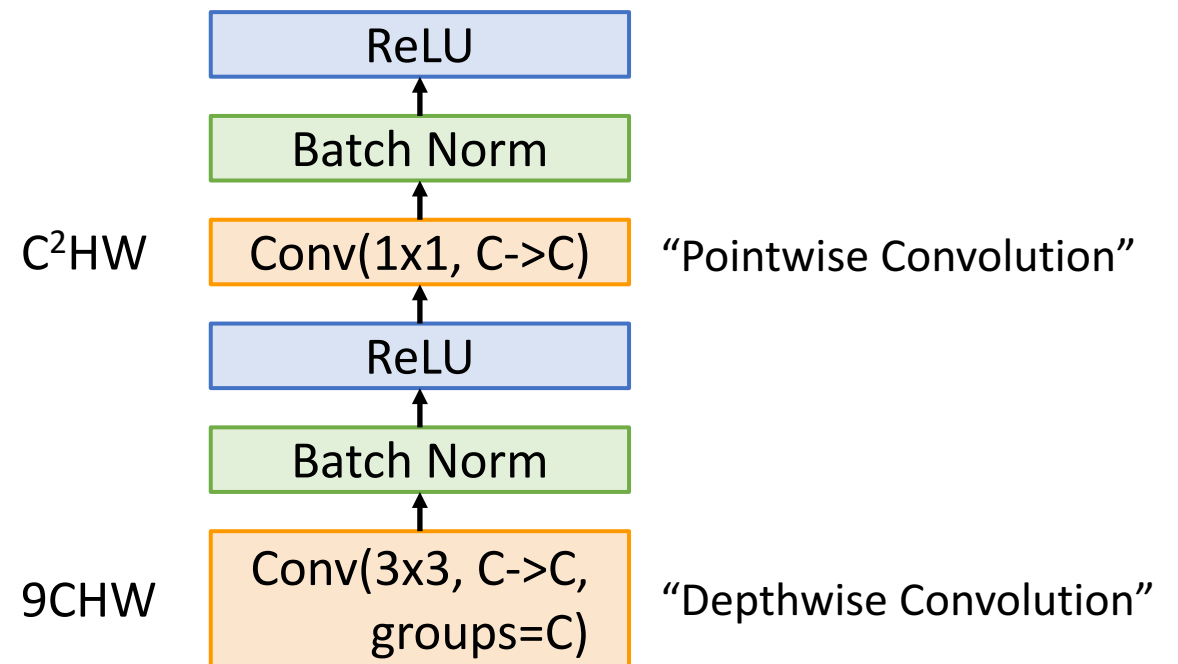 ReLU
Batch Norm
C²HW Conv(1x1, C->C) “Pointwise Convolution”
ReLU
Batch Norm
9CHW Conv(3x3, C->C, groups=C) “Depthwise Convolution”